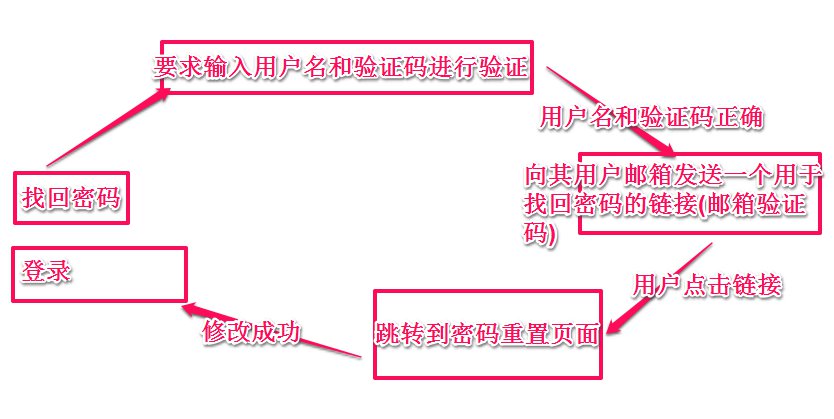 要求输入用户名和验证码进行验证
用户名和验证码正确
向其用户邮箱发送一个用于
找回密码的链接(邮箱验证
码)
找回密码
登录
用户点击链接
跳转到密码重置页面
修改成功